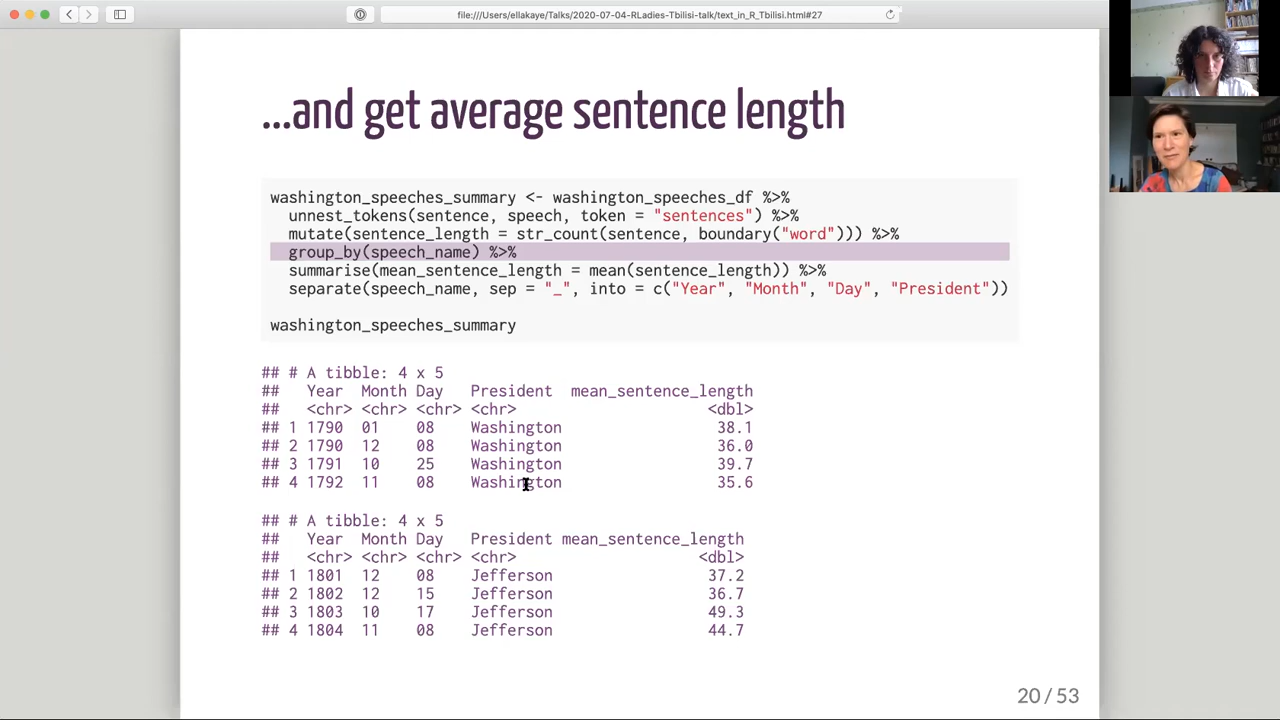 file:///Users/ellakaye/Talks/2020-07-04-RLadies-Tbilisi-talk/text_in_R_Tbilisi.html#27
...and get average sentence length
washington_speeches_summary <- washington_speeches_df %>%
  unnest_tokens(sentence, speech, token = "sentences") %>%
  mutate(sentence_length = str_count(sentence, boundary("word"))) %>%
  group_by(speech_name) %>%
  summarise(mean_sentence_length = mean(sentence_length)) %>%
  separate(speech_name, sep = "_", into = c("Year", "Month", "Day", "President"))
washington_speeches_summary
## # A tibble: 4 x 5
##   Year  Month Day   President  mean_sentence_length
##   <chr> <chr> <chr> <chr>                     <dbl>
## 1 1790  01    08    Washington                 38.1
## 2 1790  12    08    Washington                 36.0
## 3 1791  10    25    Washington                 39.7
## 4 1792  11    08    Washington                 35.6
## # A tibble: 4 x 5
##   Year  Month Day   President mean_sentence_length
##   <chr> <chr> <chr> <chr>                    <dbl>
## 1 1801  12    08    Jefferson                 37.2
## 2 1802  12    15    Jefferson                 36.7
## 3 1803  10    17    Jefferson                 49.3
## 4 1804  11    08    Jefferson                 44.7
20 / 53